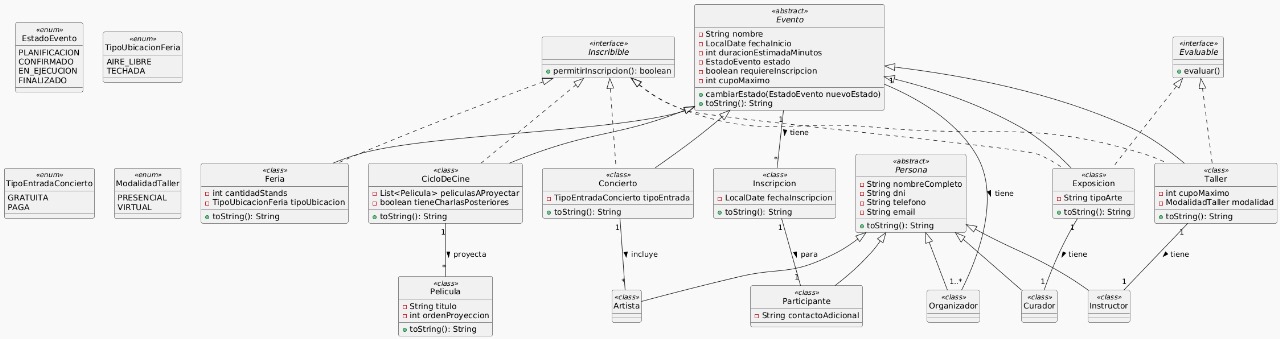 «enum»
EstadoEvento
PLANIFICACION
CONFIRMADO
EN_EJECUCION
FINALIZADO
«enum»
TipoUbicacionFeria
AIRE_LIBRE
TECHADA
«interface»
Inscribible
permitirInscripcion(): boolean
«abstract»
Evento
String nombre
LocalDate fechaInicio
int duracionEstimadaMinutos
EstadoEvento estado
boolean requiereInscripcion
int cupoMaximo
cambiarEstado(EstadoEvento nuevoEstado)
toString(): String
«interface»
Evaluable
evaluar()
1
1
tiene
*
tiene
1..*
«enum»
TipoEntradaConcierto
GRATUITA
PAGA
«enum»
ModalidadTaller
PRESENCIAL
VIRTUAL
«class»
Feria
int cantidadStands
TipoUbicacionFeria tipoUbicacion
toString(): String
«class»
CicloDeCine
List<Pelicula> peliculasAProyectar
boolean tieneCharlasPosteriores
toString(): String
«class»
Concierto
TipoEntradaConcierto tipoEntrada
toString(): String
«class»
Inscripcion
LocalDate fechaInscripcion
toString(): String
«abstract»
Persona
String nombreCompleto
String dni
String telefono
String email
toString(): String
«class»
Exposicion
String tipoArte
toString(): String
«class»
Taller
int cupoMaximo
ModalidadTaller modalidad
toString(): String
1
proyecta
*
1
incluye
*
1
para
1
1
tiene
1
1
tiene
1
«class»
Pelicula
String titulo
int ordenProyeccion
toString(): String
«class»
Artista
«class»
Participante
String contactoAdicional
«class»
Organizador
«class»
Curador
«class»
Instructor